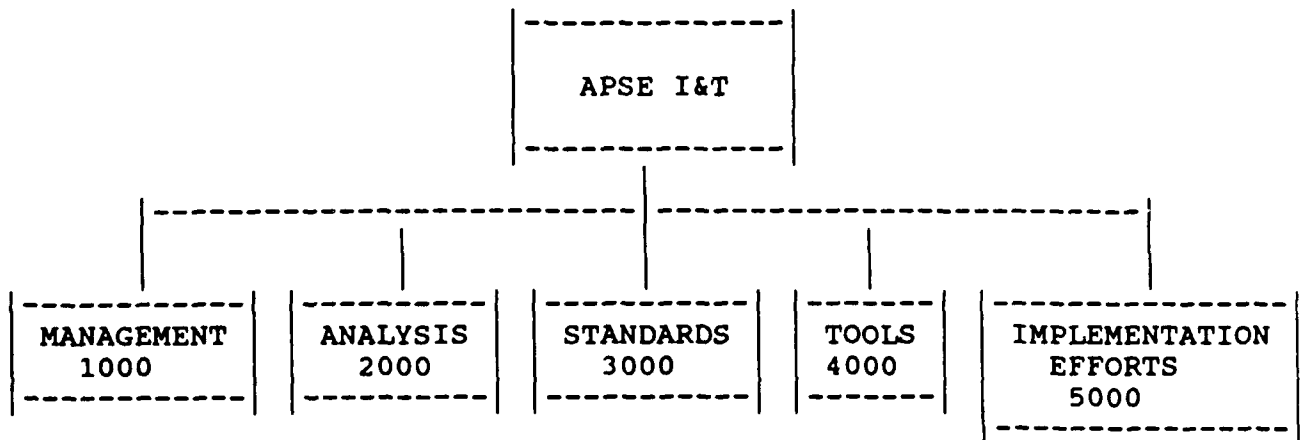 APSE I&T
MANAGEMENT
1000
ANALYSIS
2000
STANDARDS
3000
TOOLS
4000
IMPLEMENTATION
EFFORTS
5000